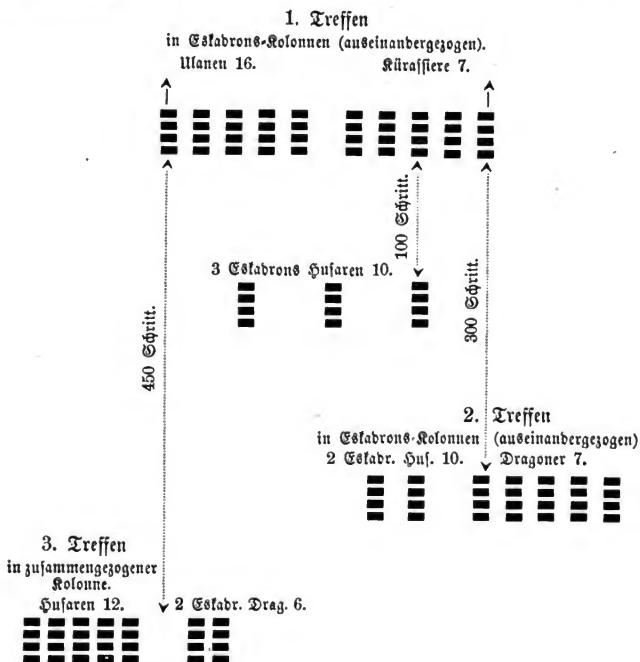 1. Treffen
in Eskadrons-Kolonnen (auseinandergezogen).
Ulanen 16. Kürassiere 7.
100 Schritt.
3 Eskadrons Husaren 10.
300 Schritt.
450 Schritt.
2. Treffen
in Eskadrons-Kolonnen (auseinandergezogen)
2 Eskadr. Hus. 10. Dragoner 7.
3. Treffen
in zusammengezogener
Kolonne.
Husaren 12. 2 Eskadr. Drag. 6.